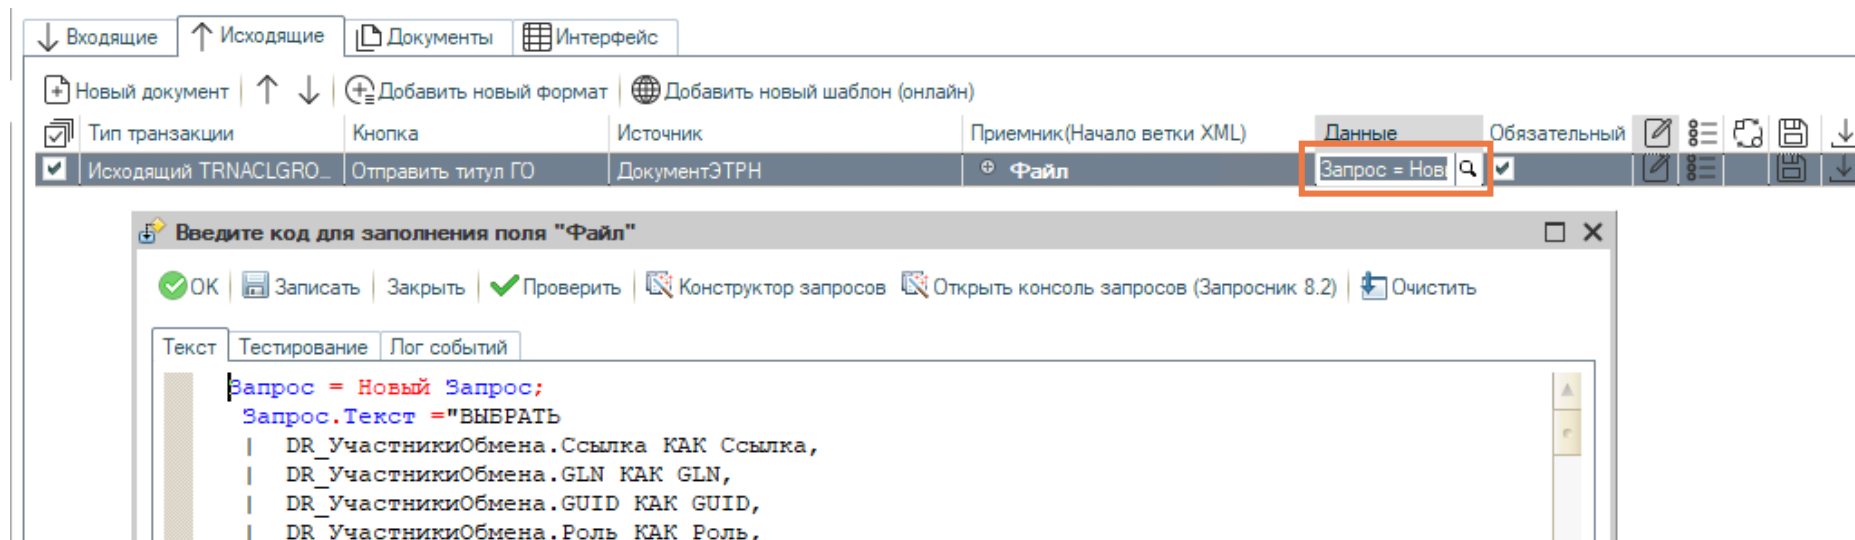 Входящие Исходящие Документы Интерфейс
Новый документ Добавить новый формат Добавить новый шаблон (онлайн)
Тип транзакции Кнопка Источник Приемник(Начало ветки XML) Данные Обязательный
Исходящий TRNACLGRO... Отправить титул ГО ДокументЭТРН Файл Запрос = Нов
Введите код для заполнения поля "Файл"
OK Записать Закрыть Проверить Конструктор запросов Открыть консоль запросов (Запросник 8.2) Очистить
Текст Тестирование Лог событий
Запрос = Новый Запрос;
Запрос.Текст ="ВЫБРАТЬ
| DR_УчастникиОбмена.Ссылка КАК Ссылка,
| DR_УчастникиОбмена.GLN КАК GLN,
| DR_УчастникиОбмена.GUID КАК GUID,
| DR_УчастникиОбмена.Роль КАК Роль,